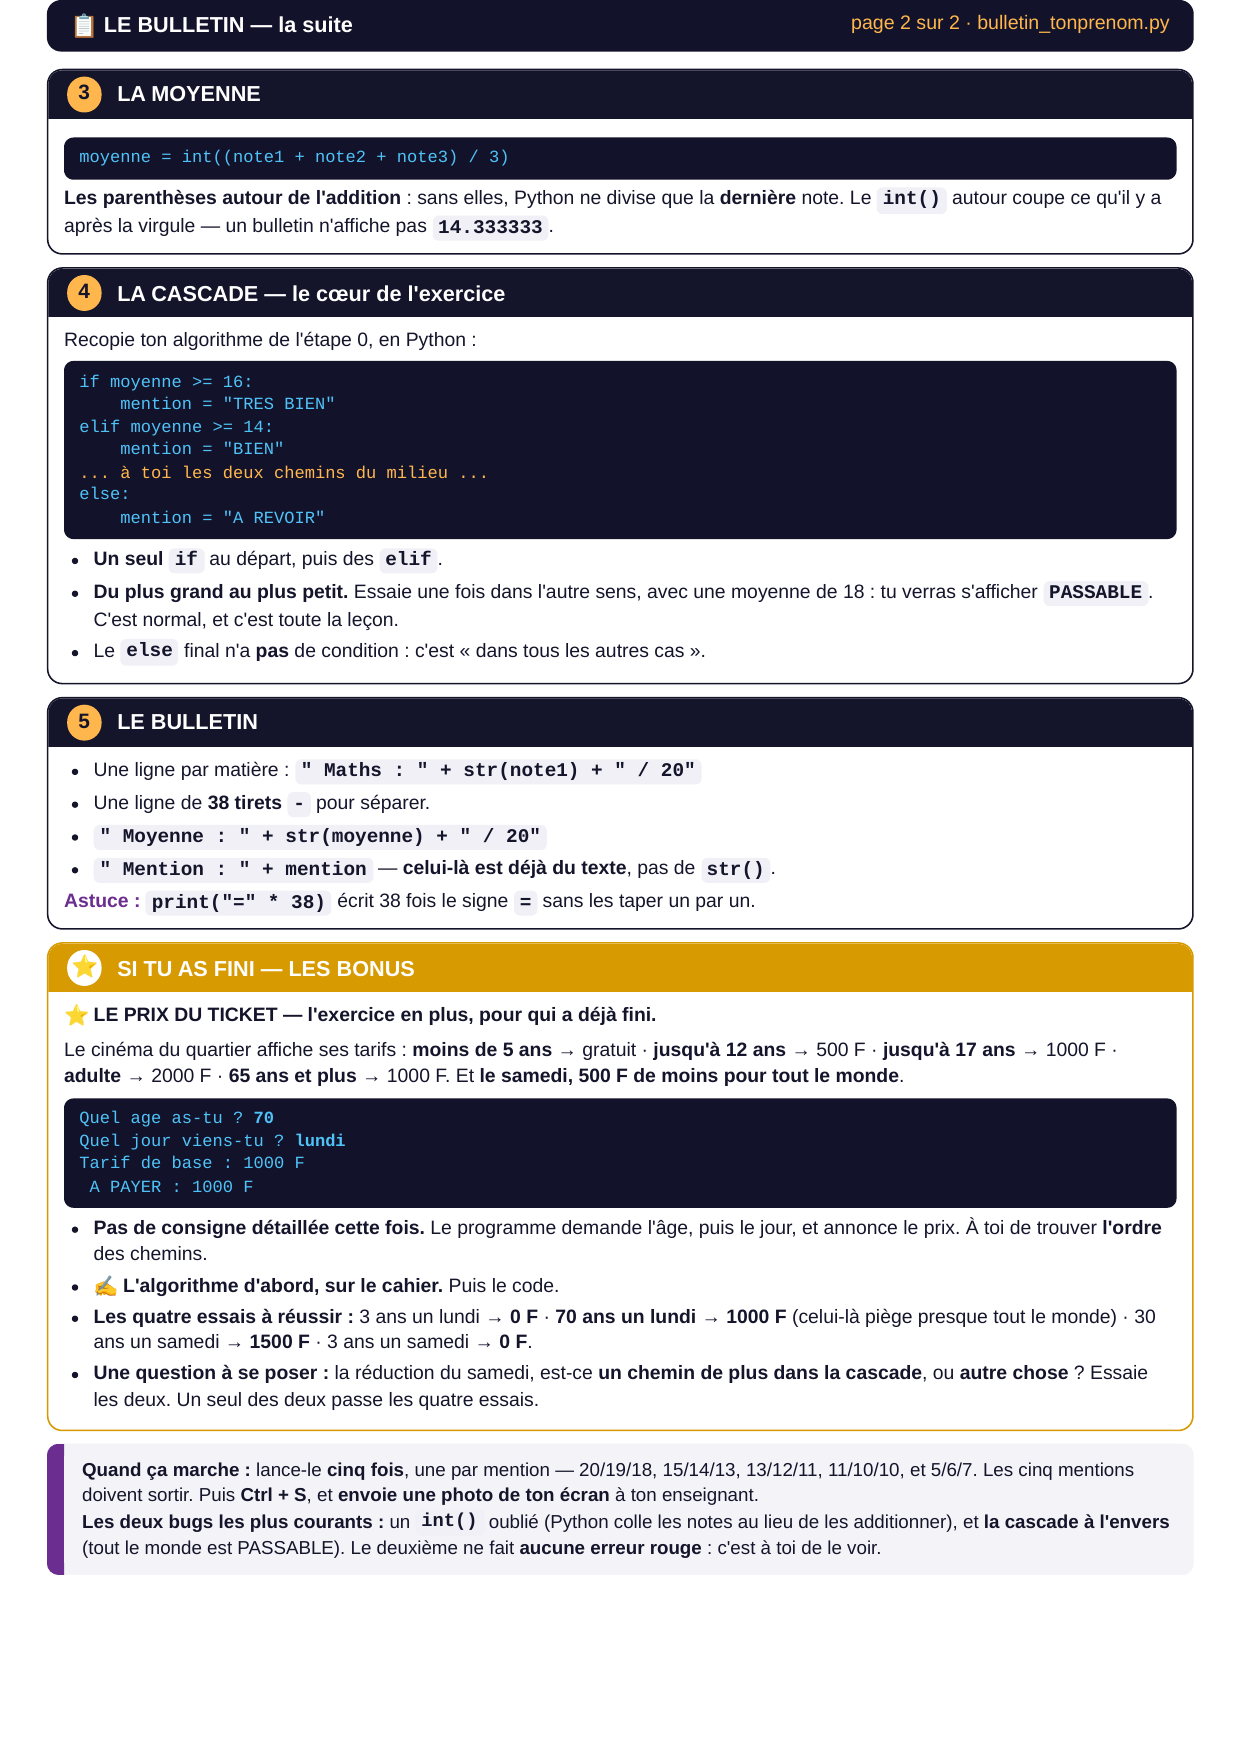 📋 LE BULLETIN — la suite
page 2 sur 2 · bulletin_tonprenom.py
3 LA MOYENNE
moyenne = int((note1 + note2 + note3) / 3)
Les parenthèses autour de l'addition : sans elles, Python ne divise que la dernière note. Le int() autour coupe ce qu'il y a
après la virgule — un bulletin n'affiche pas 14.333333.
4 LA CASCADE — le cœur de l'exercice
Recopie ton algorithme de l'étape 0, en Python :
if moyenne >= 16:
    mention = "TRES BIEN"
elif moyenne >= 14:
    mention = "BIEN"
... à toi les deux chemins du milieu ...
else:
    mention = "A REVOIR"
• Un seul if au départ, puis des elif.
• Du plus grand au plus petit. Essaie une fois dans l'autre sens, avec une moyenne de 18 : tu verras s'afficher PASSABLE.
C'est normal, et c'est toute la leçon.
• Le else final n'a pas de condition : c'est « dans tous les autres cas ».
5 LE BULLETIN
• Une ligne par matière : " Maths : " + str(note1) + " / 20"
• Une ligne de 38 tirets - pour séparer.
• " Moyenne : " + str(moyenne) + " / 20"
• " Mention : " + mention — celui-là est déjà du texte, pas de str().
Astuce : print("=" * 38) écrit 38 fois le signe = sans les taper un par un.
⭐ SI TU AS FINI — LES BONUS
⭐ LE PRIX DU TICKET — l'exercice en plus, pour qui a déjà fini.
Le cinéma du quartier affiche ses tarifs : moins de 5 ans → gratuit · jusqu'à 12 ans → 500 F · jusqu'à 17 ans → 1000 F ·
adulte → 2000 F · 65 ans et plus → 1000 F. Et le samedi, 500 F de moins pour tout le monde.
Quel age as-tu ? 70
Quel jour viens-tu ? lundi
Tarif de base : 1000 F
 A PAYER : 1000 F
• Pas de consigne détaillée cette fois. Le programme demande l'âge, puis le jour, et annonce le prix. À toi de trouver l'ordre
des chemins.
• ✍️ L'algorithme d'abord, sur le cahier. Puis le code.
• Les quatre essais à réussir : 3 ans un lundi → 0 F · 70 ans un lundi → 1000 F (celui-là piège presque tout le monde) · 30
ans un samedi → 1500 F · 3 ans un samedi → 0 F.
• Une question à se poser : la réduction du samedi, est-ce un chemin de plus dans la cascade, ou autre chose ? Essaie
les deux. Un seul des deux passe les quatre essais.
Quand ça marche : lance-le cinq fois, une par mention — 20/19/18, 15/14/13, 13/12/11, 11/10/10, et 5/6/7. Les cinq mentions
doivent sortir. Puis Ctrl + S, et envoie une photo de ton écran à ton enseignant.
Les deux bugs les plus courants : un int() oublié (Python colle les notes au lieu de les additionner), et la cascade à l'envers
(tout le monde est PASSABLE). Le deuxième ne fait aucune erreur rouge : c'est à toi de le voir.